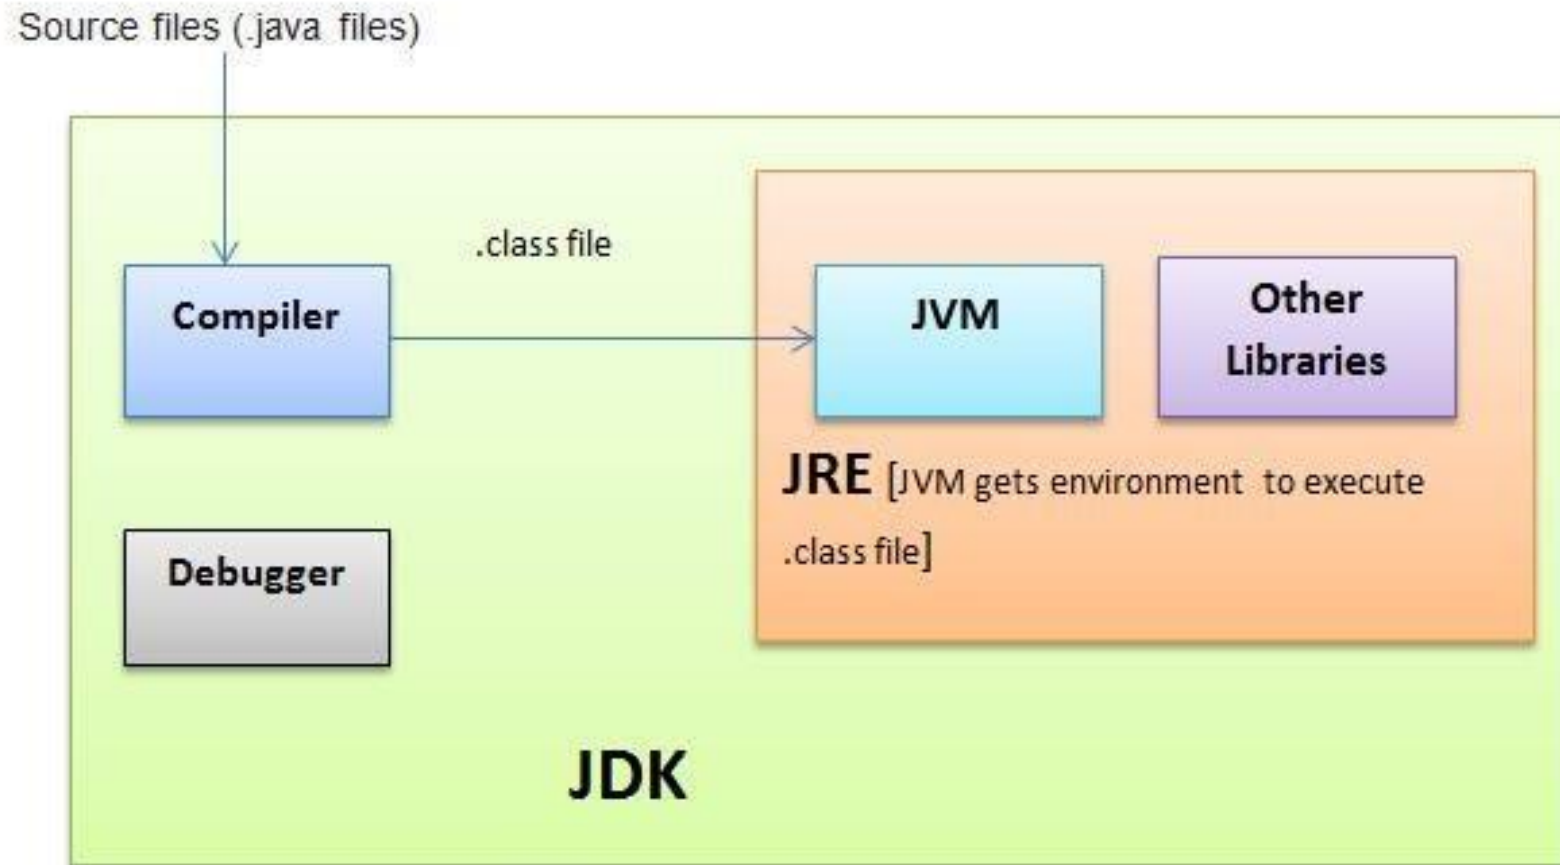 Source files (.java files)
.class file
Compiler
JVM
Other
Libraries
JRE [JVM gets environment to execute
.class file]
Debugger
JDK